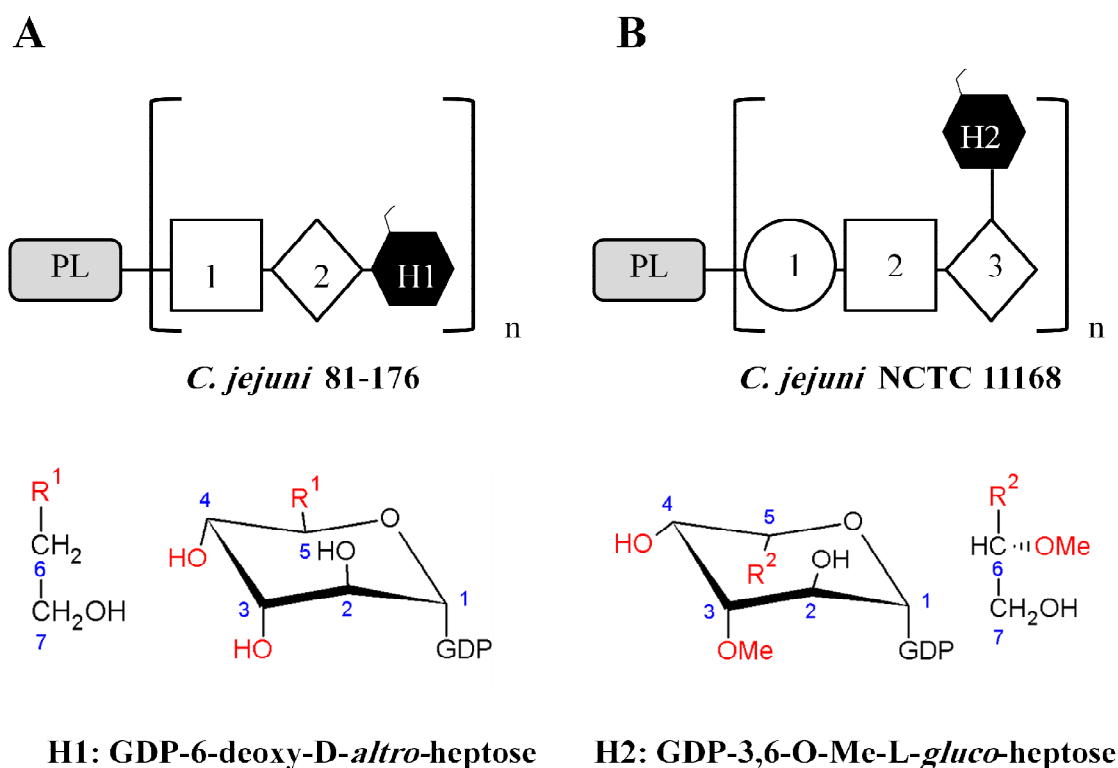 A
B
H2
PL
1
2
H1
n
PL
1
2
3
n
C. jejuni 81-176
C. jejuni NCTC 11168
R¹
CH₂
6
CH₂OH
7
4
R¹
O
HO
5
HO
3
2
1
HO
GDP
4
5
O
HO
R²
OH
3
2
1
OMe
GDP
R²
HC OMe
6
CH₂OH
7
H1: GDP-6-deoxy-D-altro-heptose
H2: GDP-3,6-O-Me-L-gluco-heptose